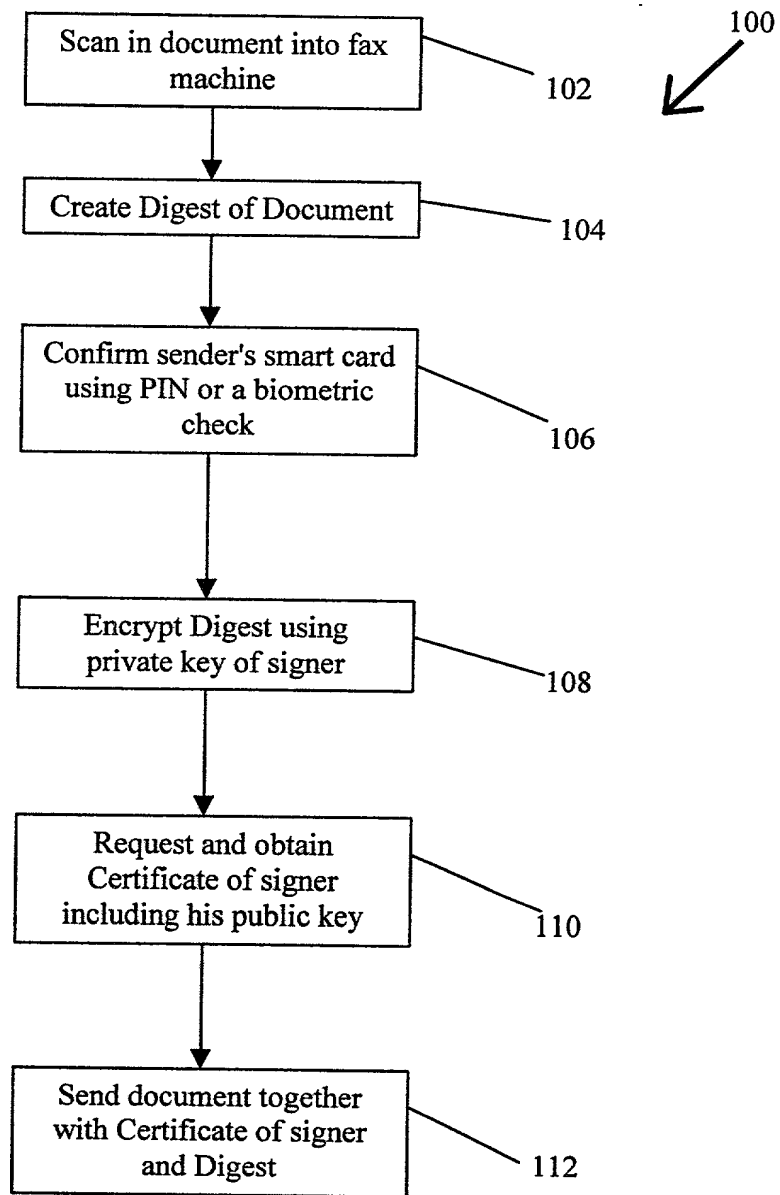 100
Scan in document into fax
machine
102
Create Digest of Document
104
Confirm sender's smart card
using PIN or a biometric
check
106
Encrypt Digest using
private key of signer
108
Request and obtain
Certificate of signer
including his public key
110
Send document together
with Certificate of signer
and Digest
112